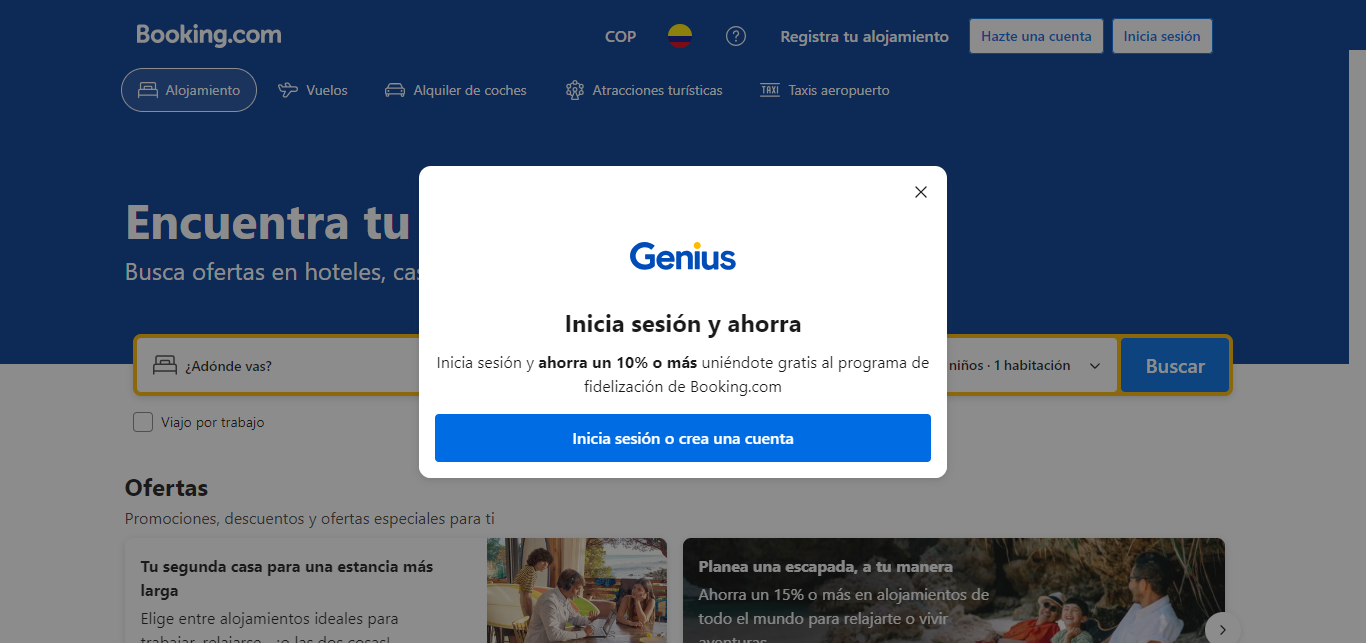 Booking.com
COP
Registra tu alojamiento
Hazte una cuenta
Inicia sesión
Alojamiento
Vuelos
Alquiler de coches
Atracciones turísticas
TAXI
Taxis aeropuerto
Encuentra tu
Busca ofertas en hoteles,
Genius
Inicia sesión y ahorra
Inicia sesión y ahorra un 10% o más uniéndote gratis al programa de
fidelización de Booking.com
Inicia sesión o crea una cuenta
¿Adónde vas?
niños · 1 habitación
Buscar
Viajo por trabajo
Ofertas
Promociones, descuentos y ofertas especiales para ti
Tu segunda casa para una estancia más
larga
Elige entre alojamientos ideales para
trabajar, relajarse... ¡o las dos cosas!
Planea una escapada, a tu manera
Ahorra un 15% o más en alojamientos de
todo el mundo para relajarte o vivir
aventuras